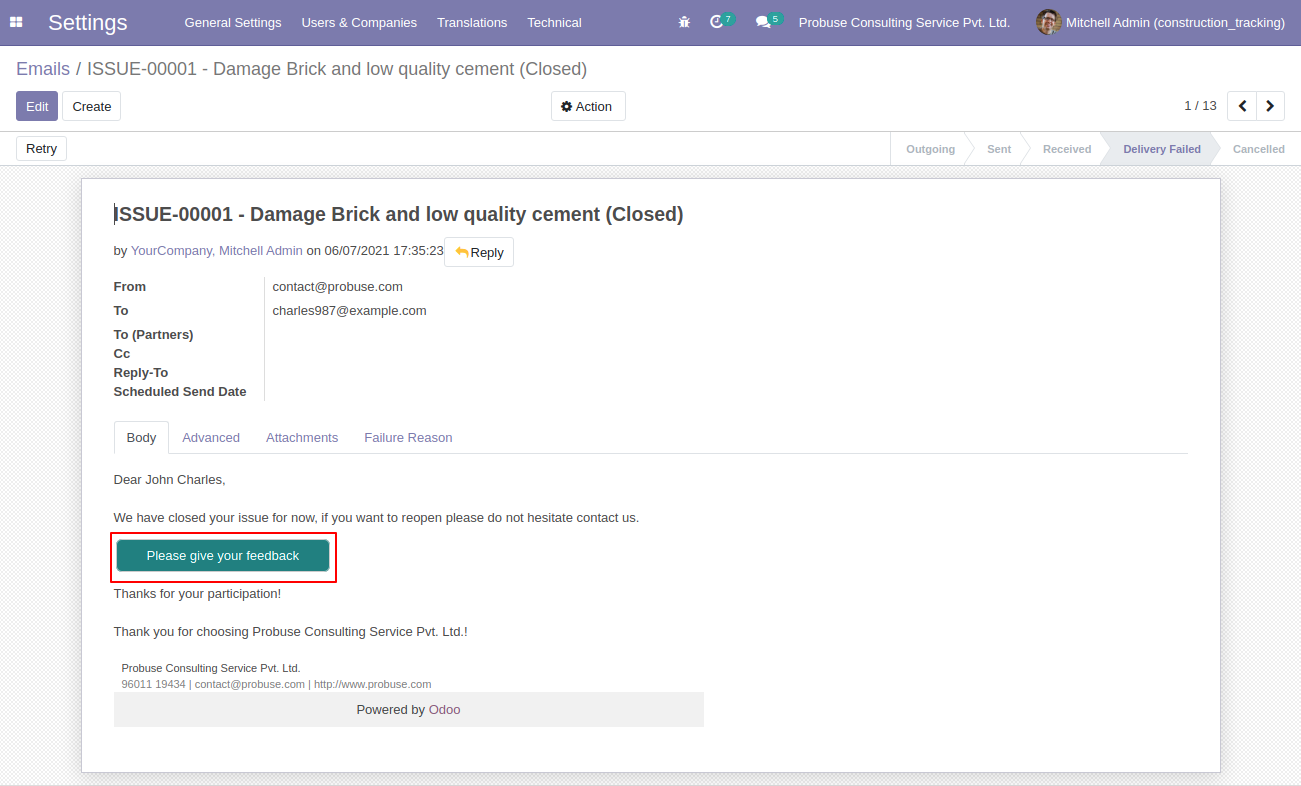 Settings General Settings Users & Companies Translations Technical 7 5 Probuse Consulting Service Pvt. Ltd. Mitchell Admin (construction_tracking)
Emails / ISSUE-00001 - Damage Brick and low quality cement (Closed)
Edit Create Action 1 / 13
Retry Outgoing Sent Received Delivery Failed Cancelled
ISSUE-00001 - Damage Brick and low quality cement (Closed)
by YourCompany, Mitchell Admin on 06/07/2021 17:35:23 Reply
From contact@probuse.com
To charles987@example.com
To (Partners)
Cc
Reply-To
Scheduled Send Date
Body Advanced Attachments Failure Reason
Dear John Charles,
We have closed your issue for now, if you want to reopen please do not hesitate contact us.
Please give your feedback
Thanks for your participation!
Thank you for choosing Probuse Consulting Service Pvt. Ltd.!
Probuse Consulting Service Pvt. Ltd.
96011 19434 | contact@probuse.com | http://www.probuse.com
Powered by Odoo